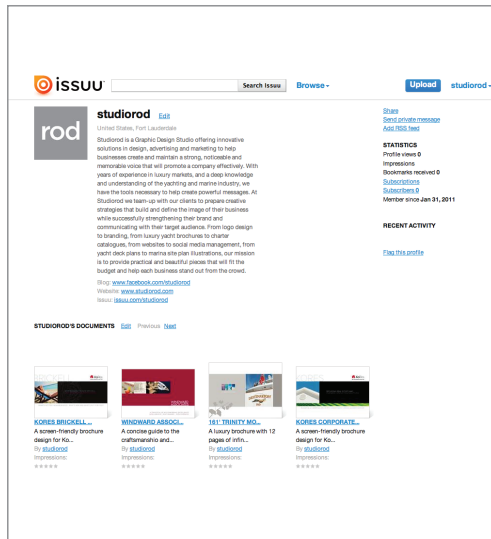 issuu
Search Issuu
Browse
Upload
studiorod
rod
studiorod Edit
United States, Fort Lauderdale
Studiorod is a Graphic Design Studio offering innovative
solutions in design, advertising and marketing to help
businesses create and maintain a strong, noticeable and
memorable voice that will promote a company effectively. With
years of experience in luxury markets, and a deep knowledge
and understanding of the yachting and marine industry, we
have the tools necessary to help create powerful messages. At
Studiorod we team-up with our clients to prepare creative
strategies that build and define the image of their business
while successfully strengthening their brand and
communicating with their target audience. From logo design
to branding, from luxury yacht brochures to charter
catalogues, from websites to social media management, from
yacht deck plans to marina site plan illustrations, our mission
is to provide practical and beautiful pieces that will fit the
budget and help each business stand out from the crowd.
Blog: www.facebook.com/studiorod
Website: www.studiorod.com
Issuu: issuu.com/studiorod
Share
Send private message
Add RSS feed
STATISTICS
Profile views 0
Impressions
Bookmarks received 0
Subscriptions
Subscribers 0
Member since Jan 31, 2011
RECENT ACTIVITY
Flag this profile
STUDIOROD'S DOCUMENTS Edit Previous Next
KORES BRICKELL ...
A screen-friendly brochure
design for Ko...
By studiorod
Impressions:
WINDWARD ASSOCI...
A concise guide to the
craftsmanship and...
By studiorod
Impressions:
161' TRINITY MO...
A luxury brochure with 12
pages of infin...
By studiorod
Impressions:
KORES CORPORATE...
A screen-friendly brochure
design for Ko...
By studiorod
Impressions: